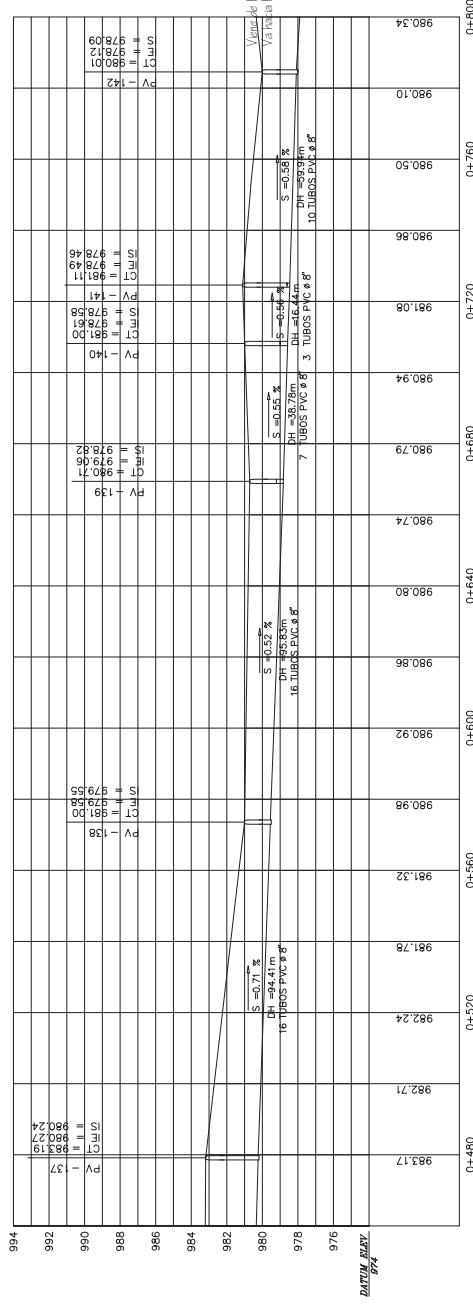 994
992
990
988
986
984
982
980
978
976
DATUM ELEV
974
PV -137
CT = 983.19
IE = 980.27
IS = 980.24
PV -138
CT = 981.00
IE = 979.58
IS = 979.55
PV -139
CT = 980.71
IE = 979.06
IS = 978.82
PV -140
CT = 981.00
IE = 978.61
IS = 978.58
PV -141
CT = 981.11
IE = 978.49
IS = 978.46
PV -142
CT = 980.01
IE = 978.12
IS = 978.09
S =0.71 %
DH =94.41m
16 TUBOS PVC ø 8"
S =0.52 %
DH =95.83m
16 TUBOS PVC ø 8"
S =0.55 %
DH =38.78m
7 TUBOS PVC ø 8"
S =0.56 %
DH =16.44m
3 TUBOS PVC ø 8"
S =0.58 %
DH =59.94m
10 TUBOS PVC ø 8"
Viene de
Va hacia
983.17
982.71
982.24
981.78
981.32
980.98
980.92
980.86
980.80
980.74
980.79
980.94
981.08
980.86
980.50
980.10
980.34
0+480
0+520
0+560
0+600
0+640
0+680
0+720
0+760
0+800